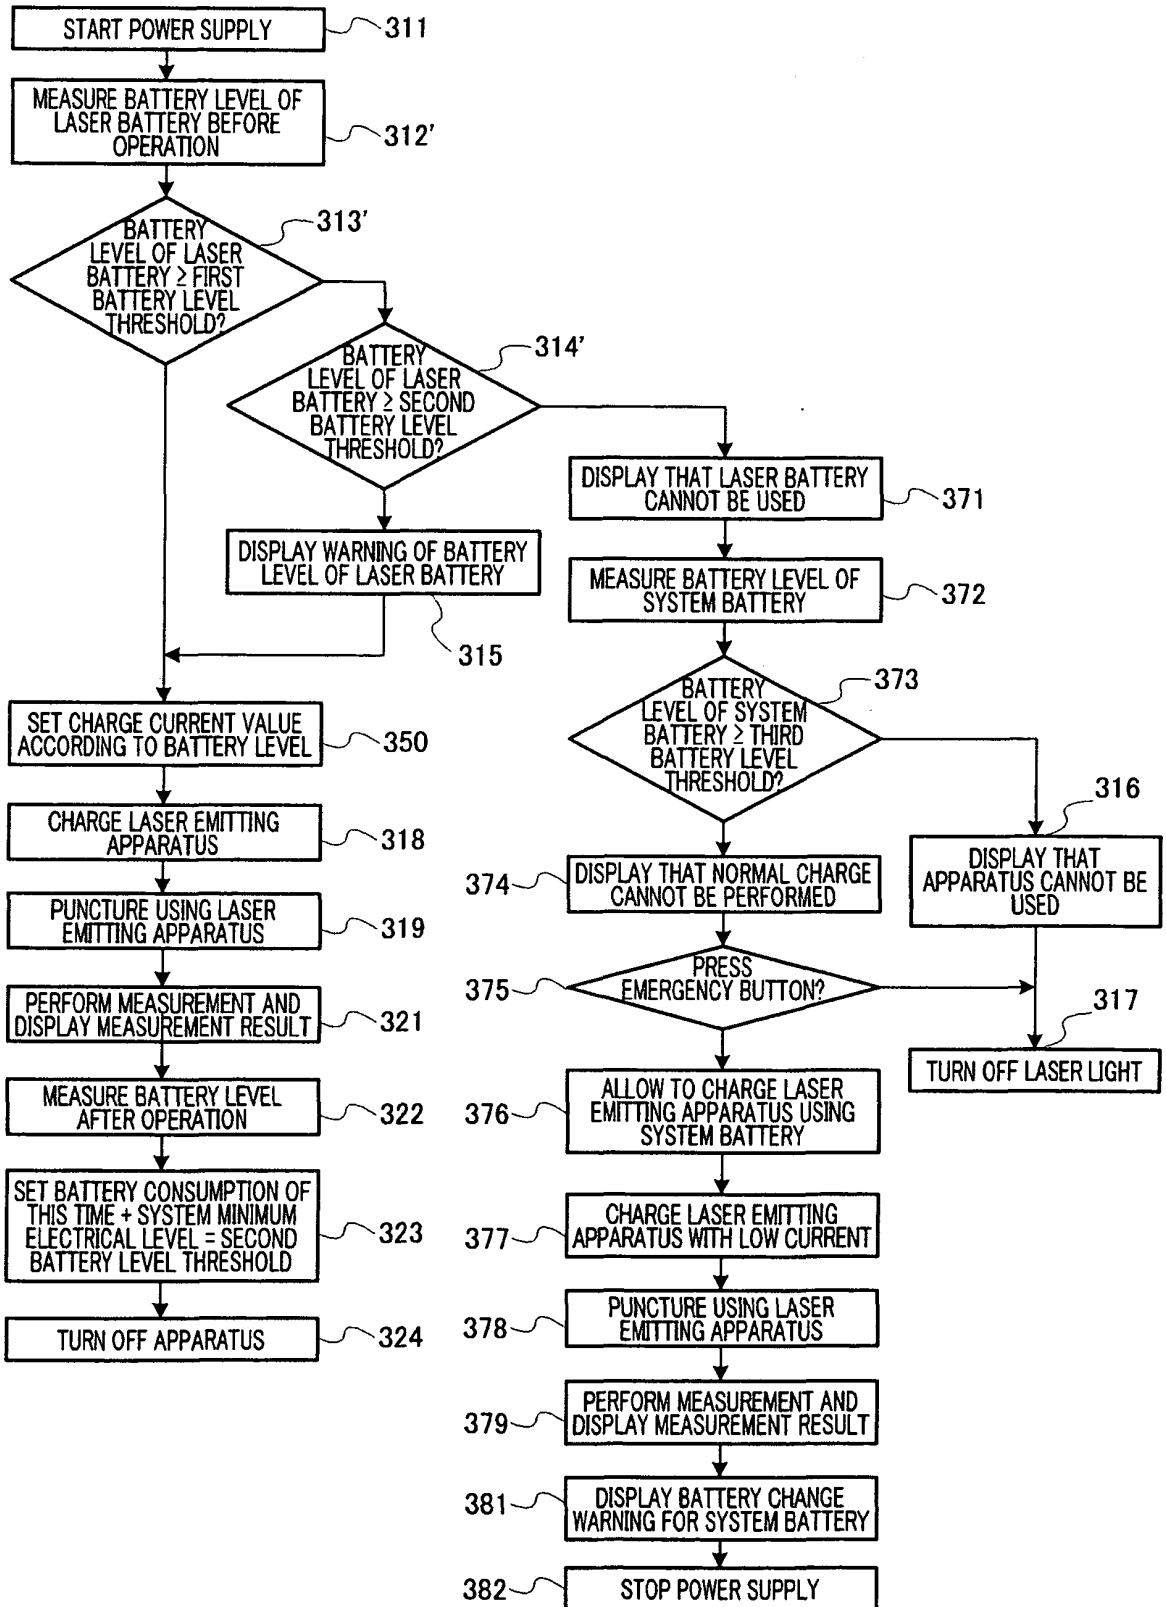 START POWER SUPPLY
311
MEASURE BATTERY LEVEL OF
LASER BATTERY BEFORE
OPERATION
312'
BATTERY
LEVEL OF LASER
BATTERY ≥ FIRST
BATTERY LEVEL
THRESHOLD?
313'
BATTERY
LEVEL OF LASER
BATTERY ≥ SECOND
BATTERY LEVEL
THRESHOLD?
314'
DISPLAY WARNING OF BATTERY
LEVEL OF LASER BATTERY
315
SET CHARGE CURRENT VALUE
ACCORDING TO BATTERY LEVEL
350
CHARGE LASER EMITTING
APPARATUS
318
PUNCTURE USING LASER
EMITTING APPARATUS
319
PERFORM MEASUREMENT AND
DISPLAY MEASUREMENT RESULT
321
MEASURE BATTERY LEVEL
AFTER OPERATION
322
SET BATTERY CONSUMPTION OF
THIS TIME + SYSTEM MINIMUM
ELECTRICAL LEVEL = SECOND
BATTERY LEVEL THRESHOLD
323
TURN OFF APPARATUS
324
DISPLAY THAT LASER BATTERY
CANNOT BE USED
371
MEASURE BATTERY LEVEL OF
SYSTEM BATTERY
372
BATTERY
LEVEL OF SYSTEM
BATTERY ≥ THIRD
BATTERY LEVEL
THRESHOLD?
373
374
DISPLAY THAT NORMAL CHARGE
CANNOT BE PERFORMED
375
PRESS
EMERGENCY BUTTON?
316
DISPLAY THAT
APPARATUS CANNOT BE
USED
317
TURN OFF LASER LIGHT
376
ALLOW TO CHARGE LASER
EMITTING APPARATUS USING
SYSTEM BATTERY
377
CHARGE LASER EMITTING
APPARATUS WITH LOW CURRENT
378
PUNCTURE USING LASER
EMITTING APPARATUS
379
PERFORM MEASUREMENT AND
DISPLAY MEASUREMENT RESULT
381
DISPLAY BATTERY CHANGE
WARNING FOR SYSTEM BATTERY
382
STOP POWER SUPPLY